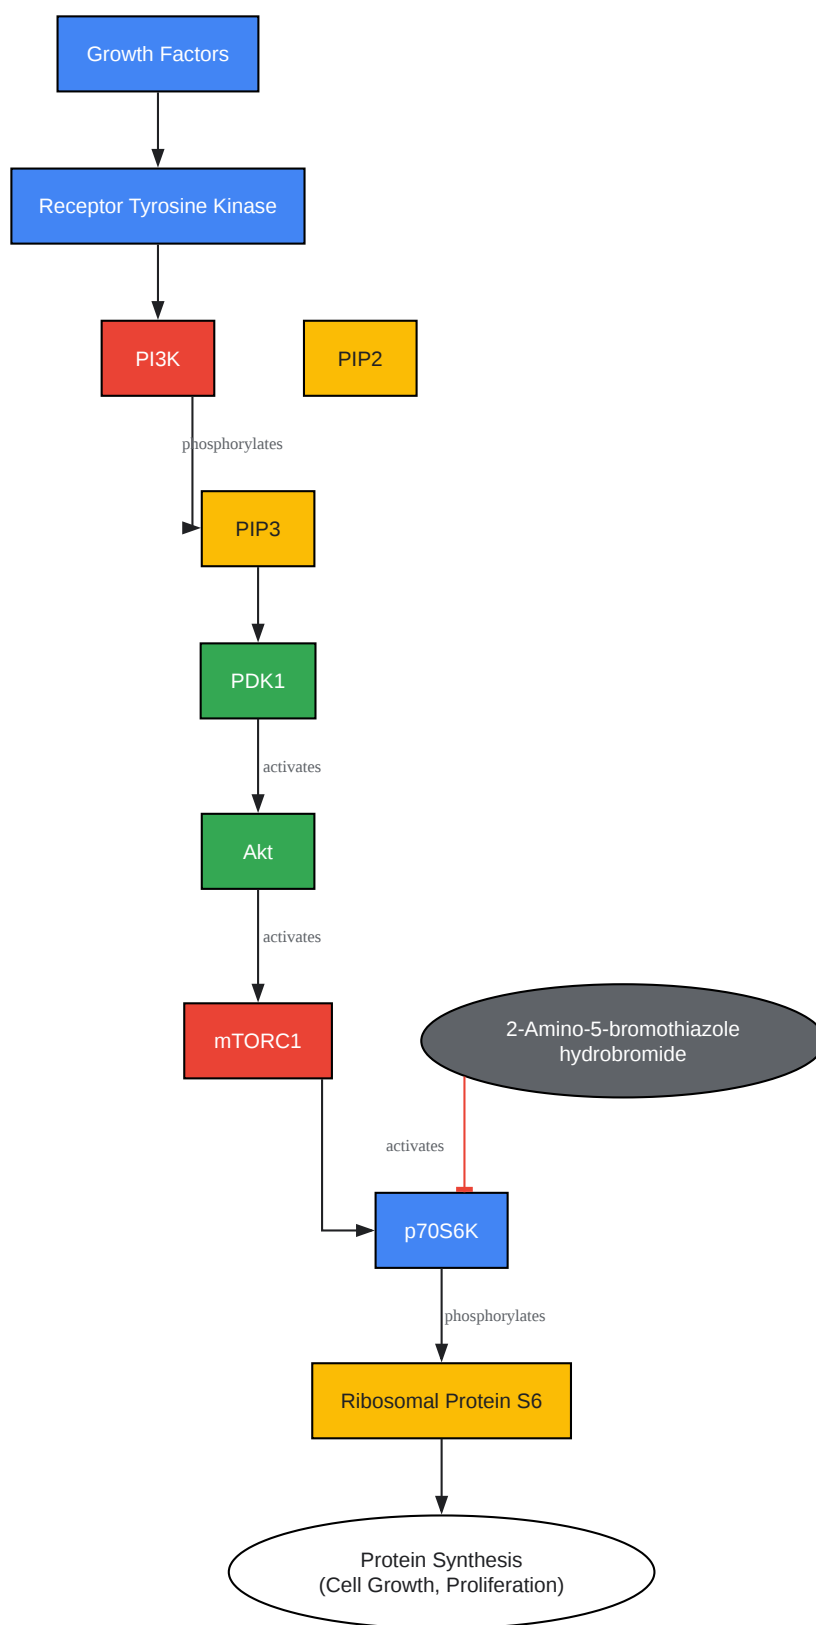 Growth Factors
Receptor Tyrosine Kinase
PI3K
PIP2
phosphorylates
PIP3
PDK1
activates
Akt
activates
mTORC1
2-Amino-5-bromothiazole
hydrobromide
activates
p70S6K
phosphorylates
Ribosomal Protein S6
Protein Synthesis
(Cell Growth, Proliferation)